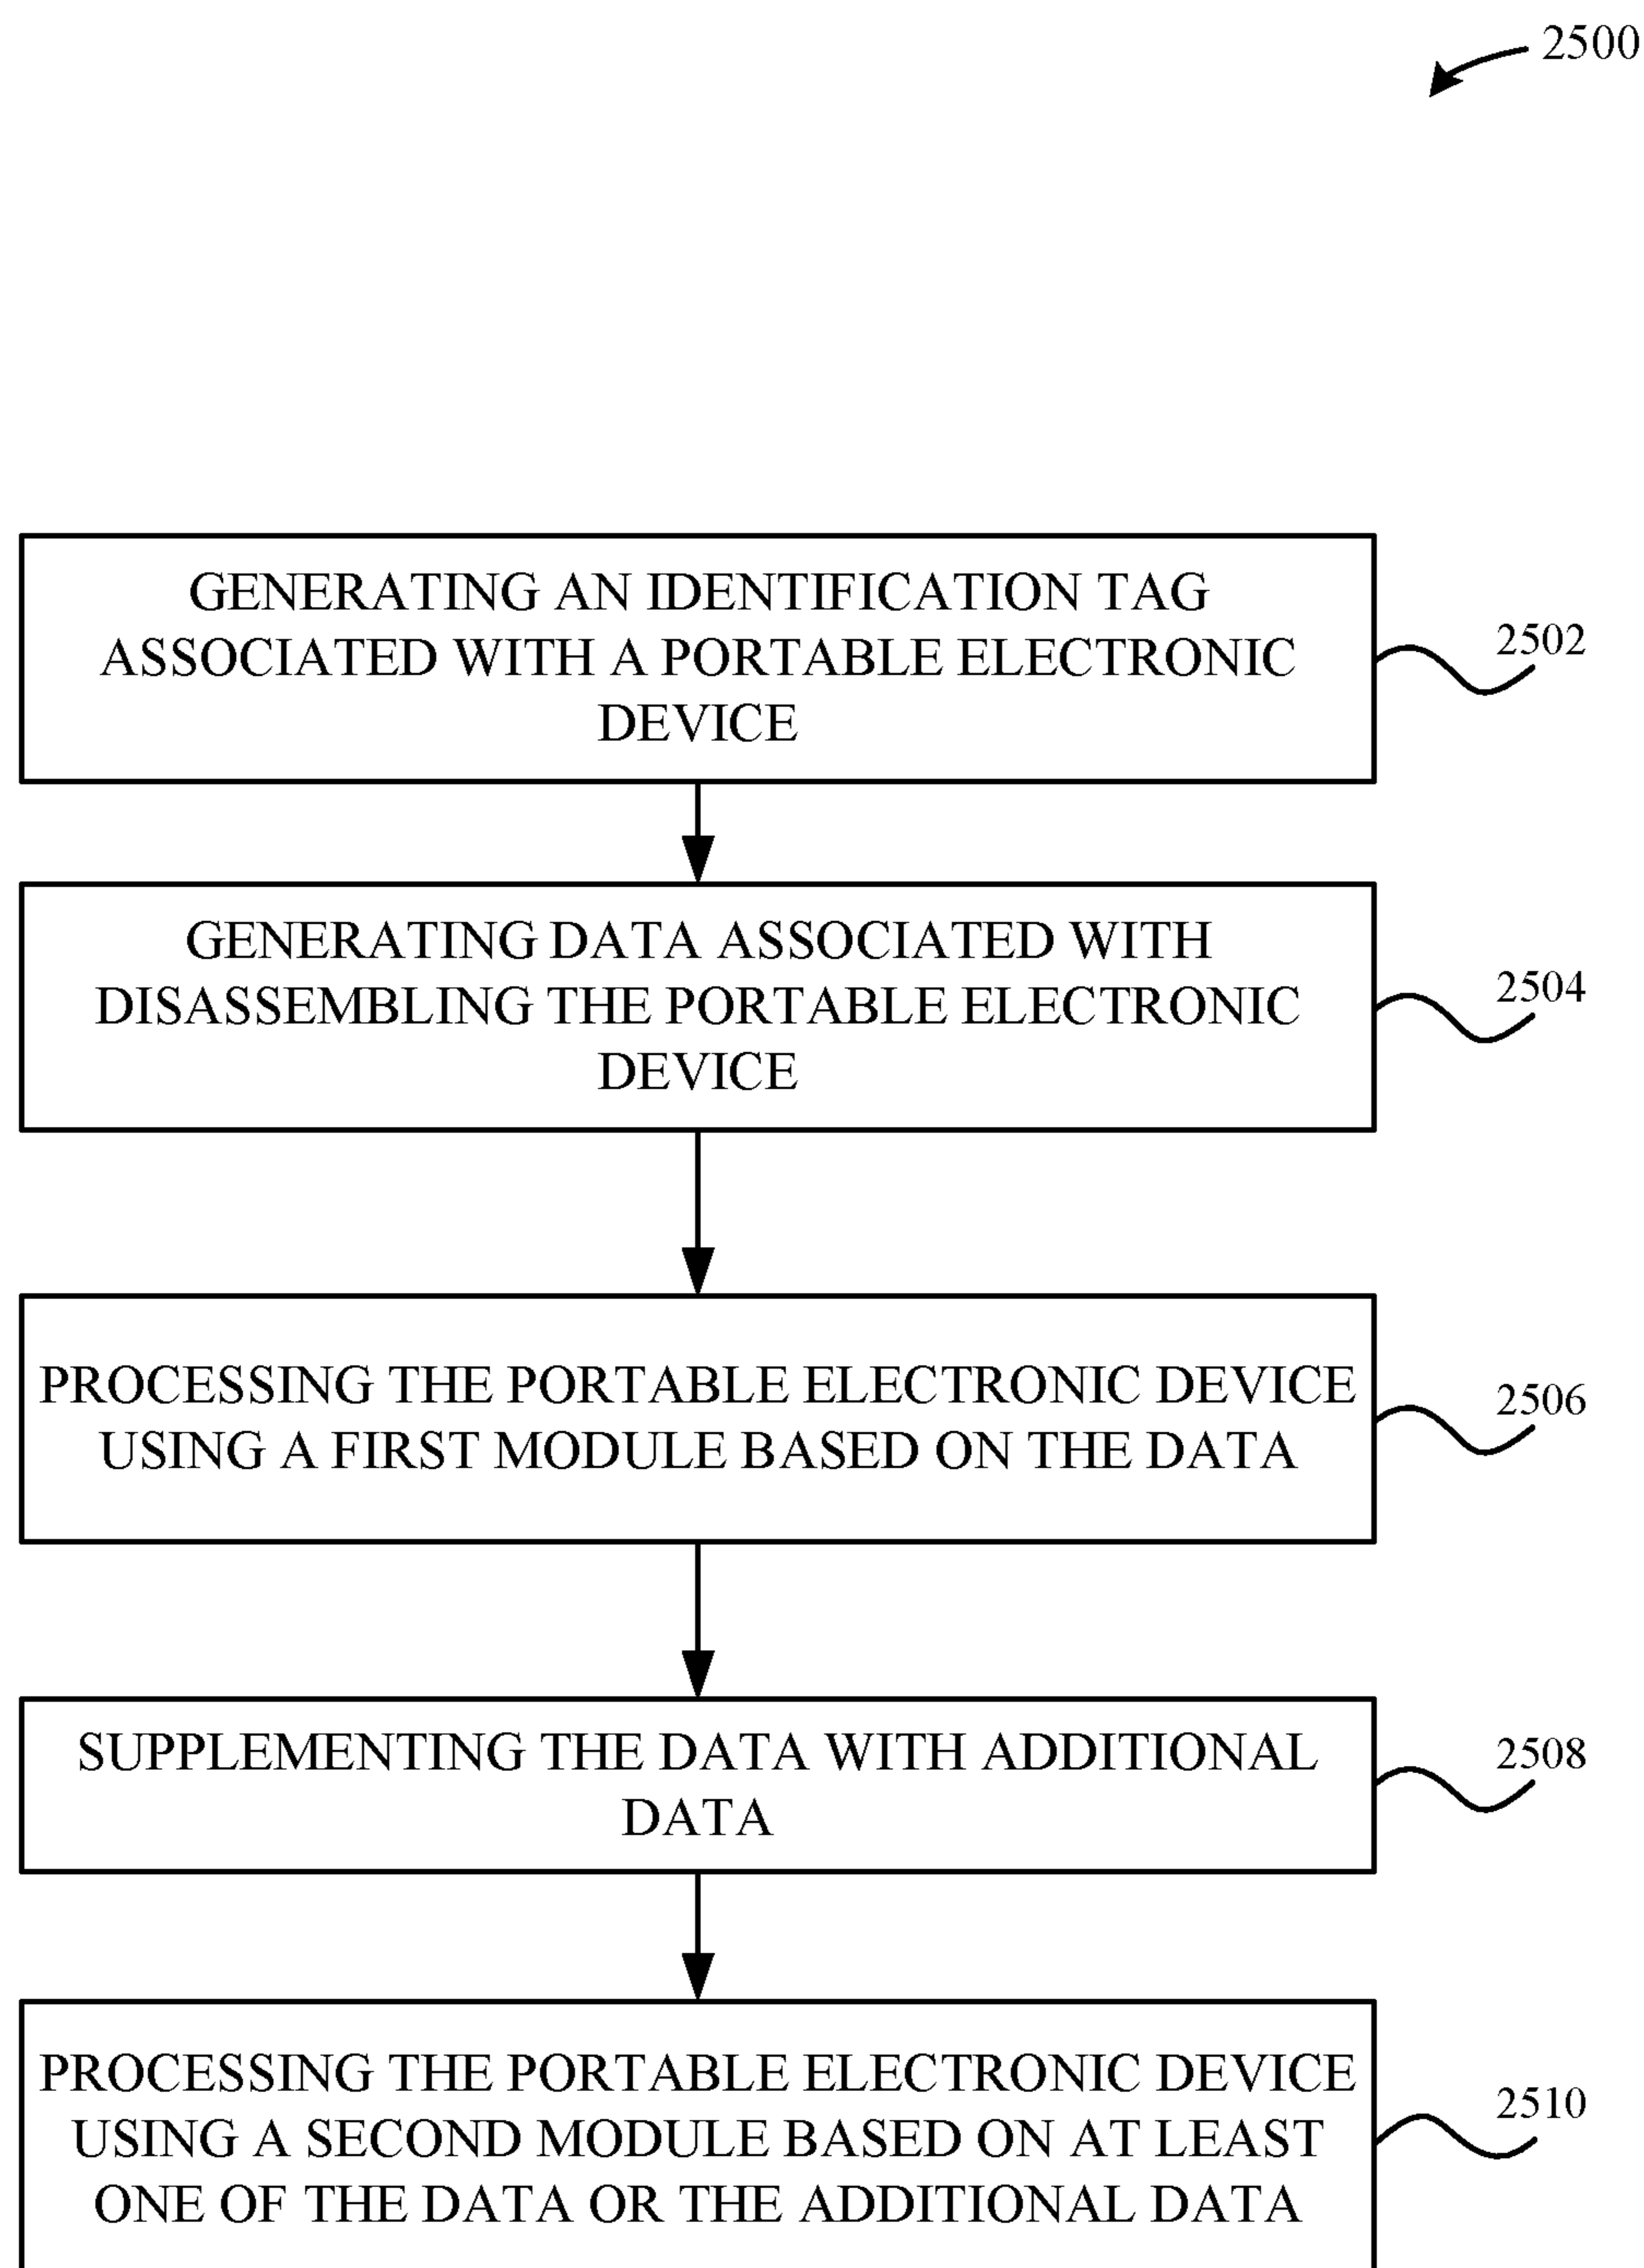 2500
GENERATING AN IDENTIFICATION TAG
ASSOCIATED WITH A PORTABLE ELECTRONIC
DEVICE
2502
GENERATING DATA ASSOCIATED WITH
DISASSEMBLING THE PORTABLE ELECTRONIC
DEVICE
2504
PROCESSING THE PORTABLE ELECTRONIC DEVICE
USING A FIRST MODULE BASED ON THE DATA
2506
SUPPLEMENTING THE DATA WITH ADDITIONAL
DATA
2508
PROCESSING THE PORTABLE ELECTRONIC DEVICE
USING A SECOND MODULE BASED ON AT LEAST
ONE OF THE DATA OR THE ADDITIONAL DATA
2510